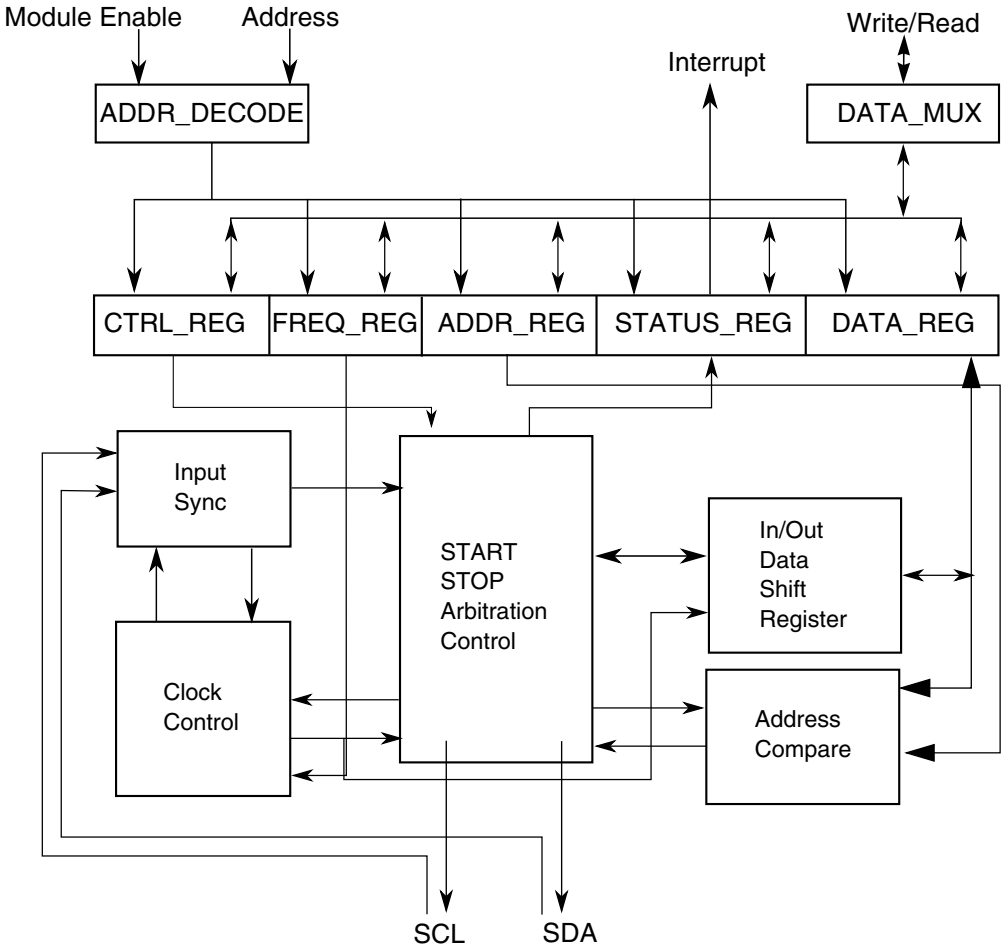 Module Enable
Address
Write/Read
Interrupt
ADDR_DECODE
DATA_MUX
CTRL_REG
FREQ_REG
ADDR_REG
STATUS_REG
DATA_REG
Input
Sync
START
STOP
Arbitration
Control
In/Out
Data
Shift
Register
Clock
Control
Address
Compare
SCL
SDA